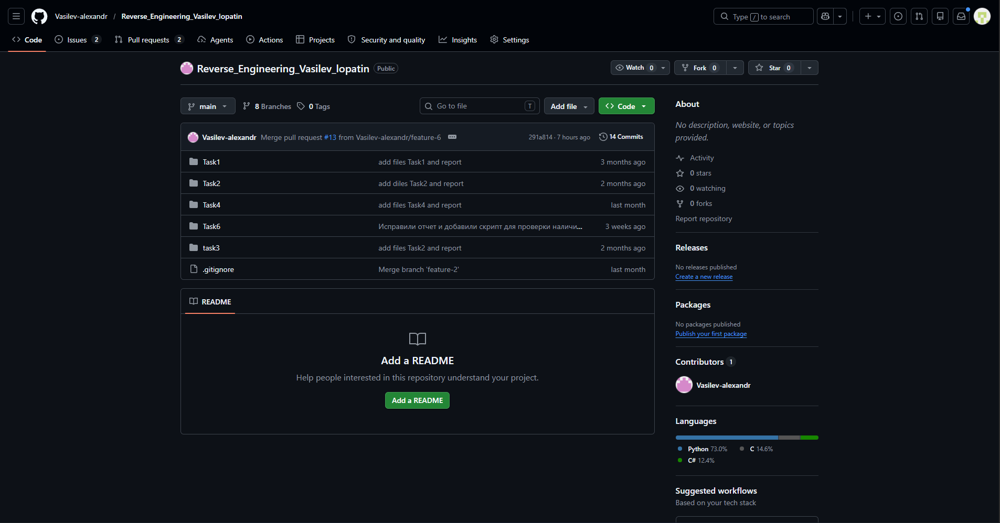 Vasilev-alexandr / Reverse_Engineering_Vasilev_lopatin
Type / to search
Code Issues 2 Pull requests 2 Agents Actions Projects Security and quality Insights Settings
Reverse_Engineering_Vasilev_lopatin Public
Watch 0 Fork 0 Star 0
main 8 Branches 0 Tags
Go to file T Add file Code
Vasilev-alexandr Merge pull request #13 from Vasilev-alexandr/feature-6 291a814 · 7 hours ago 14 Commits
Task1 add files Task1 and report 3 months ago
Task2 add diles Task2 and report 2 months ago
Task4 add files Task4 and report last month
Task6 Исправили отчет и добавили скрипт для проверки наличи... 3 weeks ago
task3 add files Task2 and report 2 months ago
.gitignore Merge branch 'feature-2' last month
README
Add a README
Help people interested in this repository understand your project.
Add a README
About
No description, website, or topics
provided.
Activity
0 stars
0 watching
0 forks
Report repository
Releases
No releases published
Create a new release
Packages
No packages published
Publish your first package
Contributors 1
Vasilev-alexandr
Languages
Python 73.0% C 14.6%
C# 12.4%
Suggested workflows
Based on your tech stack